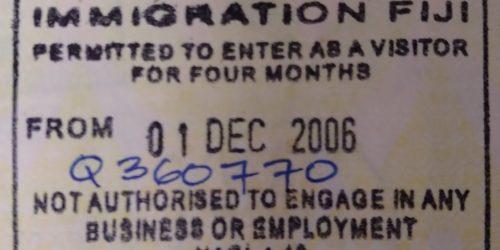 IMMIGRATION FIJI
PERMITTED TO ENTER AS A VISITOR
FOR FOUR MONTHS
FROM 01 DEC 2006
Q360770
NOT AUTHORISED TO ENGAGE IN ANY
BUSINESS OR EMPLOYMENT